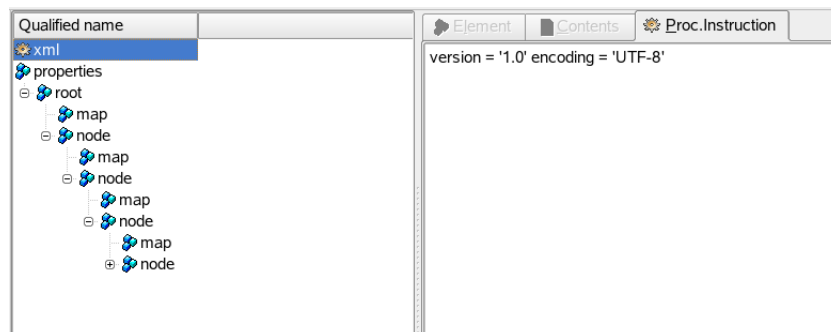 Qualified name
xml
properties
root
map
node
map
node
map
node
map
node
Element Contents Proc.Instruction
version = '1.0' encoding = 'UTF-8'